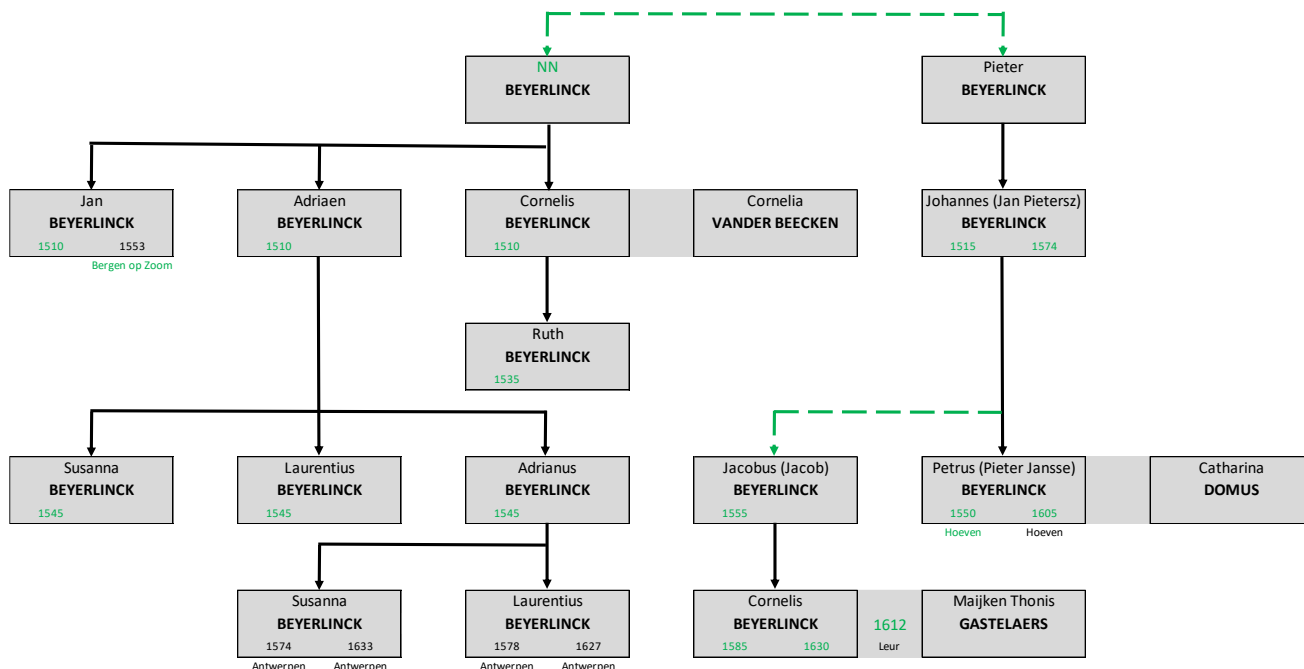 NN
BEYERLINCK
Pieter
BEYERLINCK
Jan
BEYERLINCK
1510 1553
Bergen op Zoom
Adriaen
BEYERLINCK
1510
Cornelis
BEYERLINCK
1510
Cornelia
VANDER BEECKEN
Johannes (Jan Pietersz)
BEYERLINCK
1515 1574
Ruth
BEYERLINCK
1535
Susanna
BEYERLINCK
1545
Laurentius
BEYERLINCK
1545
Adrianus
BEYERLINCK
1545
Jacobus (Jacob)
BEYERLINCK
1555
Petrus (Pieter Jansse)
BEYERLINCK
1550 1605
Hoeven Hoeven
Catharina
DOMUS
Susanna
BEYERLINCK
1574 1633
Antwerpen Antwerpen
Laurentius
BEYERLINCK
1578 1627
Antwerpen Antwerpen
Cornelis
BEYERLINCK
1585 1630
1612
Leur
Maijken Thonis
GASTELAERS